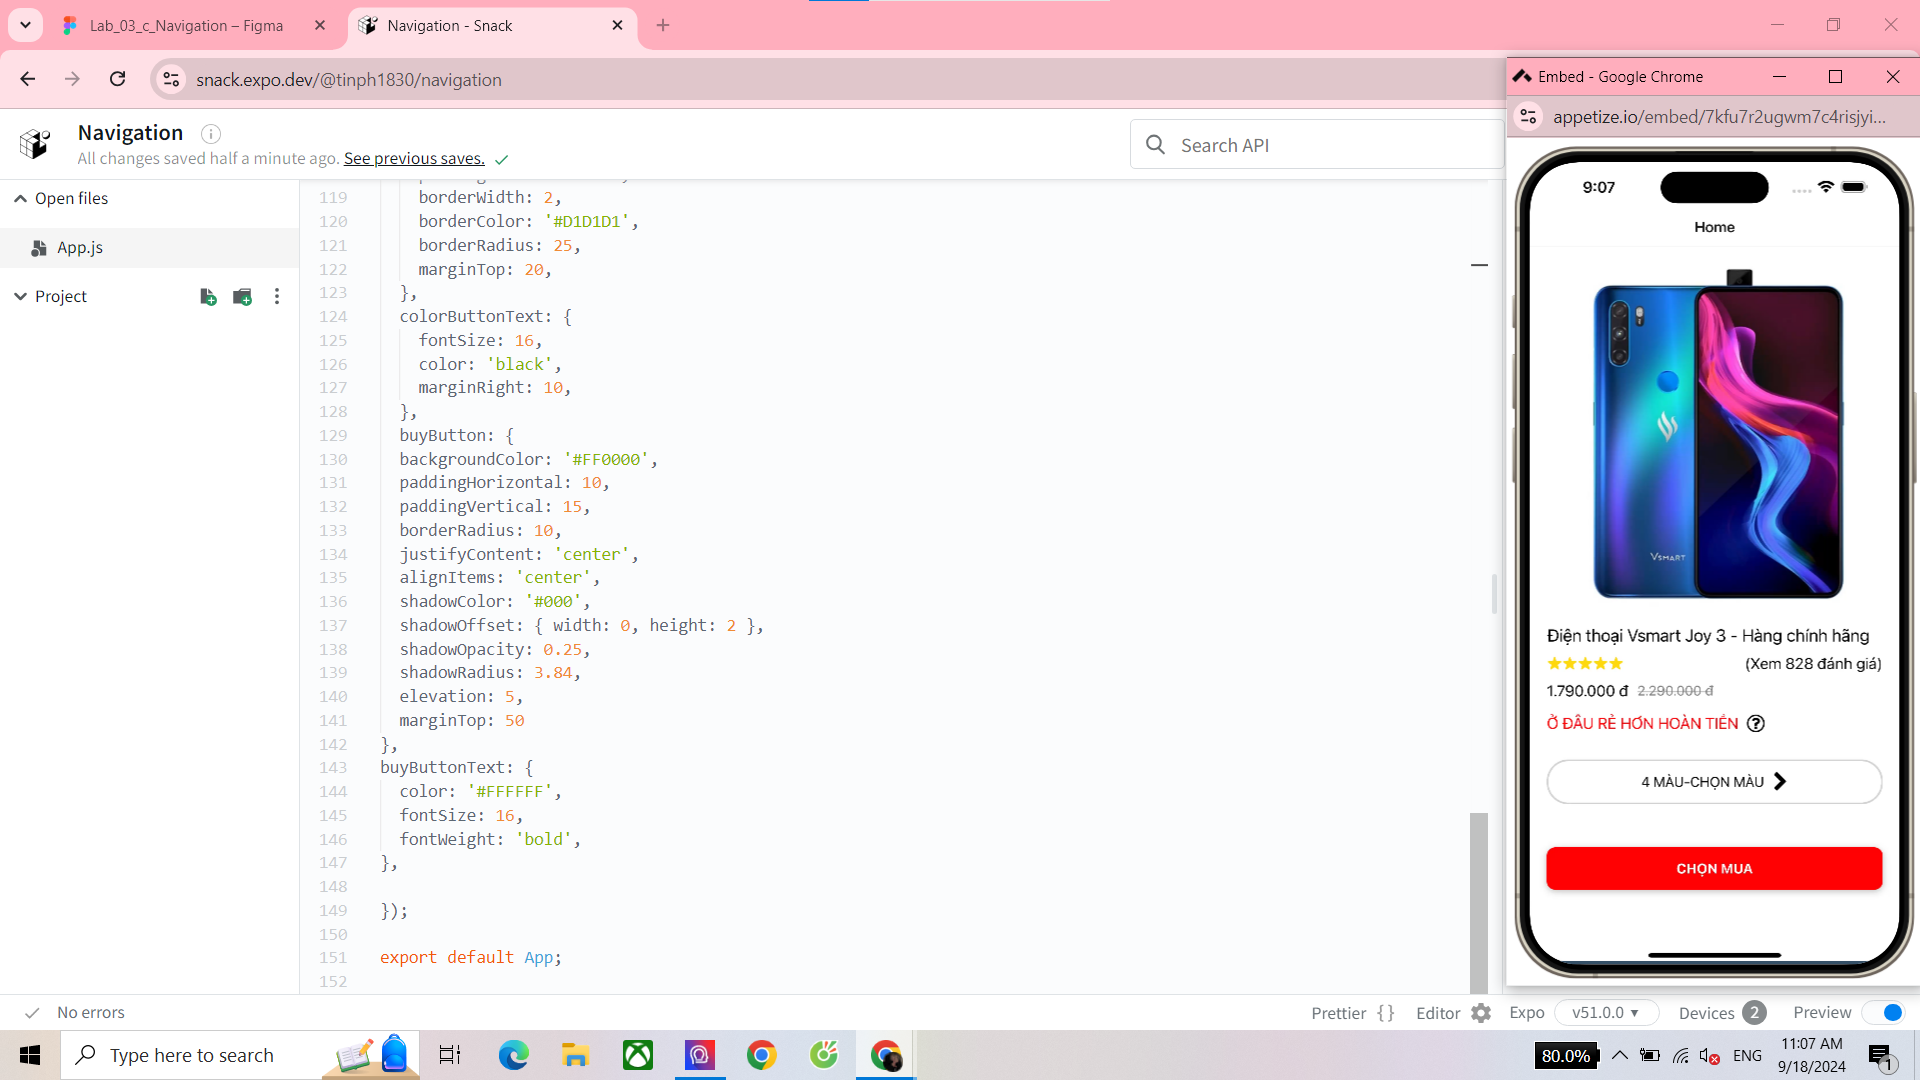 Lab_03_c_Navigation – Figma
Navigation - Snack
snack.expo.dev/@tinph1830/navigation
Navigation
All changes saved half a minute ago. See previous saves.
Search API
Open files
App.js
Project
119 borderWidth: 2,
120 borderColor: '#D1D1D1',
121 borderRadius: 25,
122 marginTop: 20,
123 },
124 colorButtonText: {
125 fontSize: 16,
126 color: 'black',
127 marginRight: 10,
128 },
129 buyButton: {
130 backgroundColor: '#FF0000',
131 paddingHorizontal: 10,
132 paddingVertical: 15,
133 borderRadius: 10,
134 justifyContent: 'center',
135 alignItems: 'center',
136 shadowColor: '#000',
137 shadowOffset: { width: 0, height: 2 },
138 shadowOpacity: 0.25,
139 shadowRadius: 3.84,
140 elevation: 5,
141 marginTop: 50
142 },
143 buyButtonText: {
144 color: '#FFFFFF',
145 fontSize: 16,
146 fontWeight: 'bold',
147 },
148
149 });
150
151 export default App;
152
Embed - Google Chrome
appetize.io/embed/7kfu7r2ugwm7c4risjyi...
9:07
Home
VSMART
Điện thoại Vsmart Joy 3 - Hàng chính hãng
(Xem 828 đánh giá)
1.790.000 đ 2.290.000 đ
Ở ĐÂU RẺ HƠN HOÀN TIỀN
4 MÀU-CHỌN MÀU
CHỌN MUA
No errors
Prettier {} Editor Expo v51.0.0 Devices 2 Preview
Type here to search
80.0%
ENG
11:07 AM
9/18/2024
1